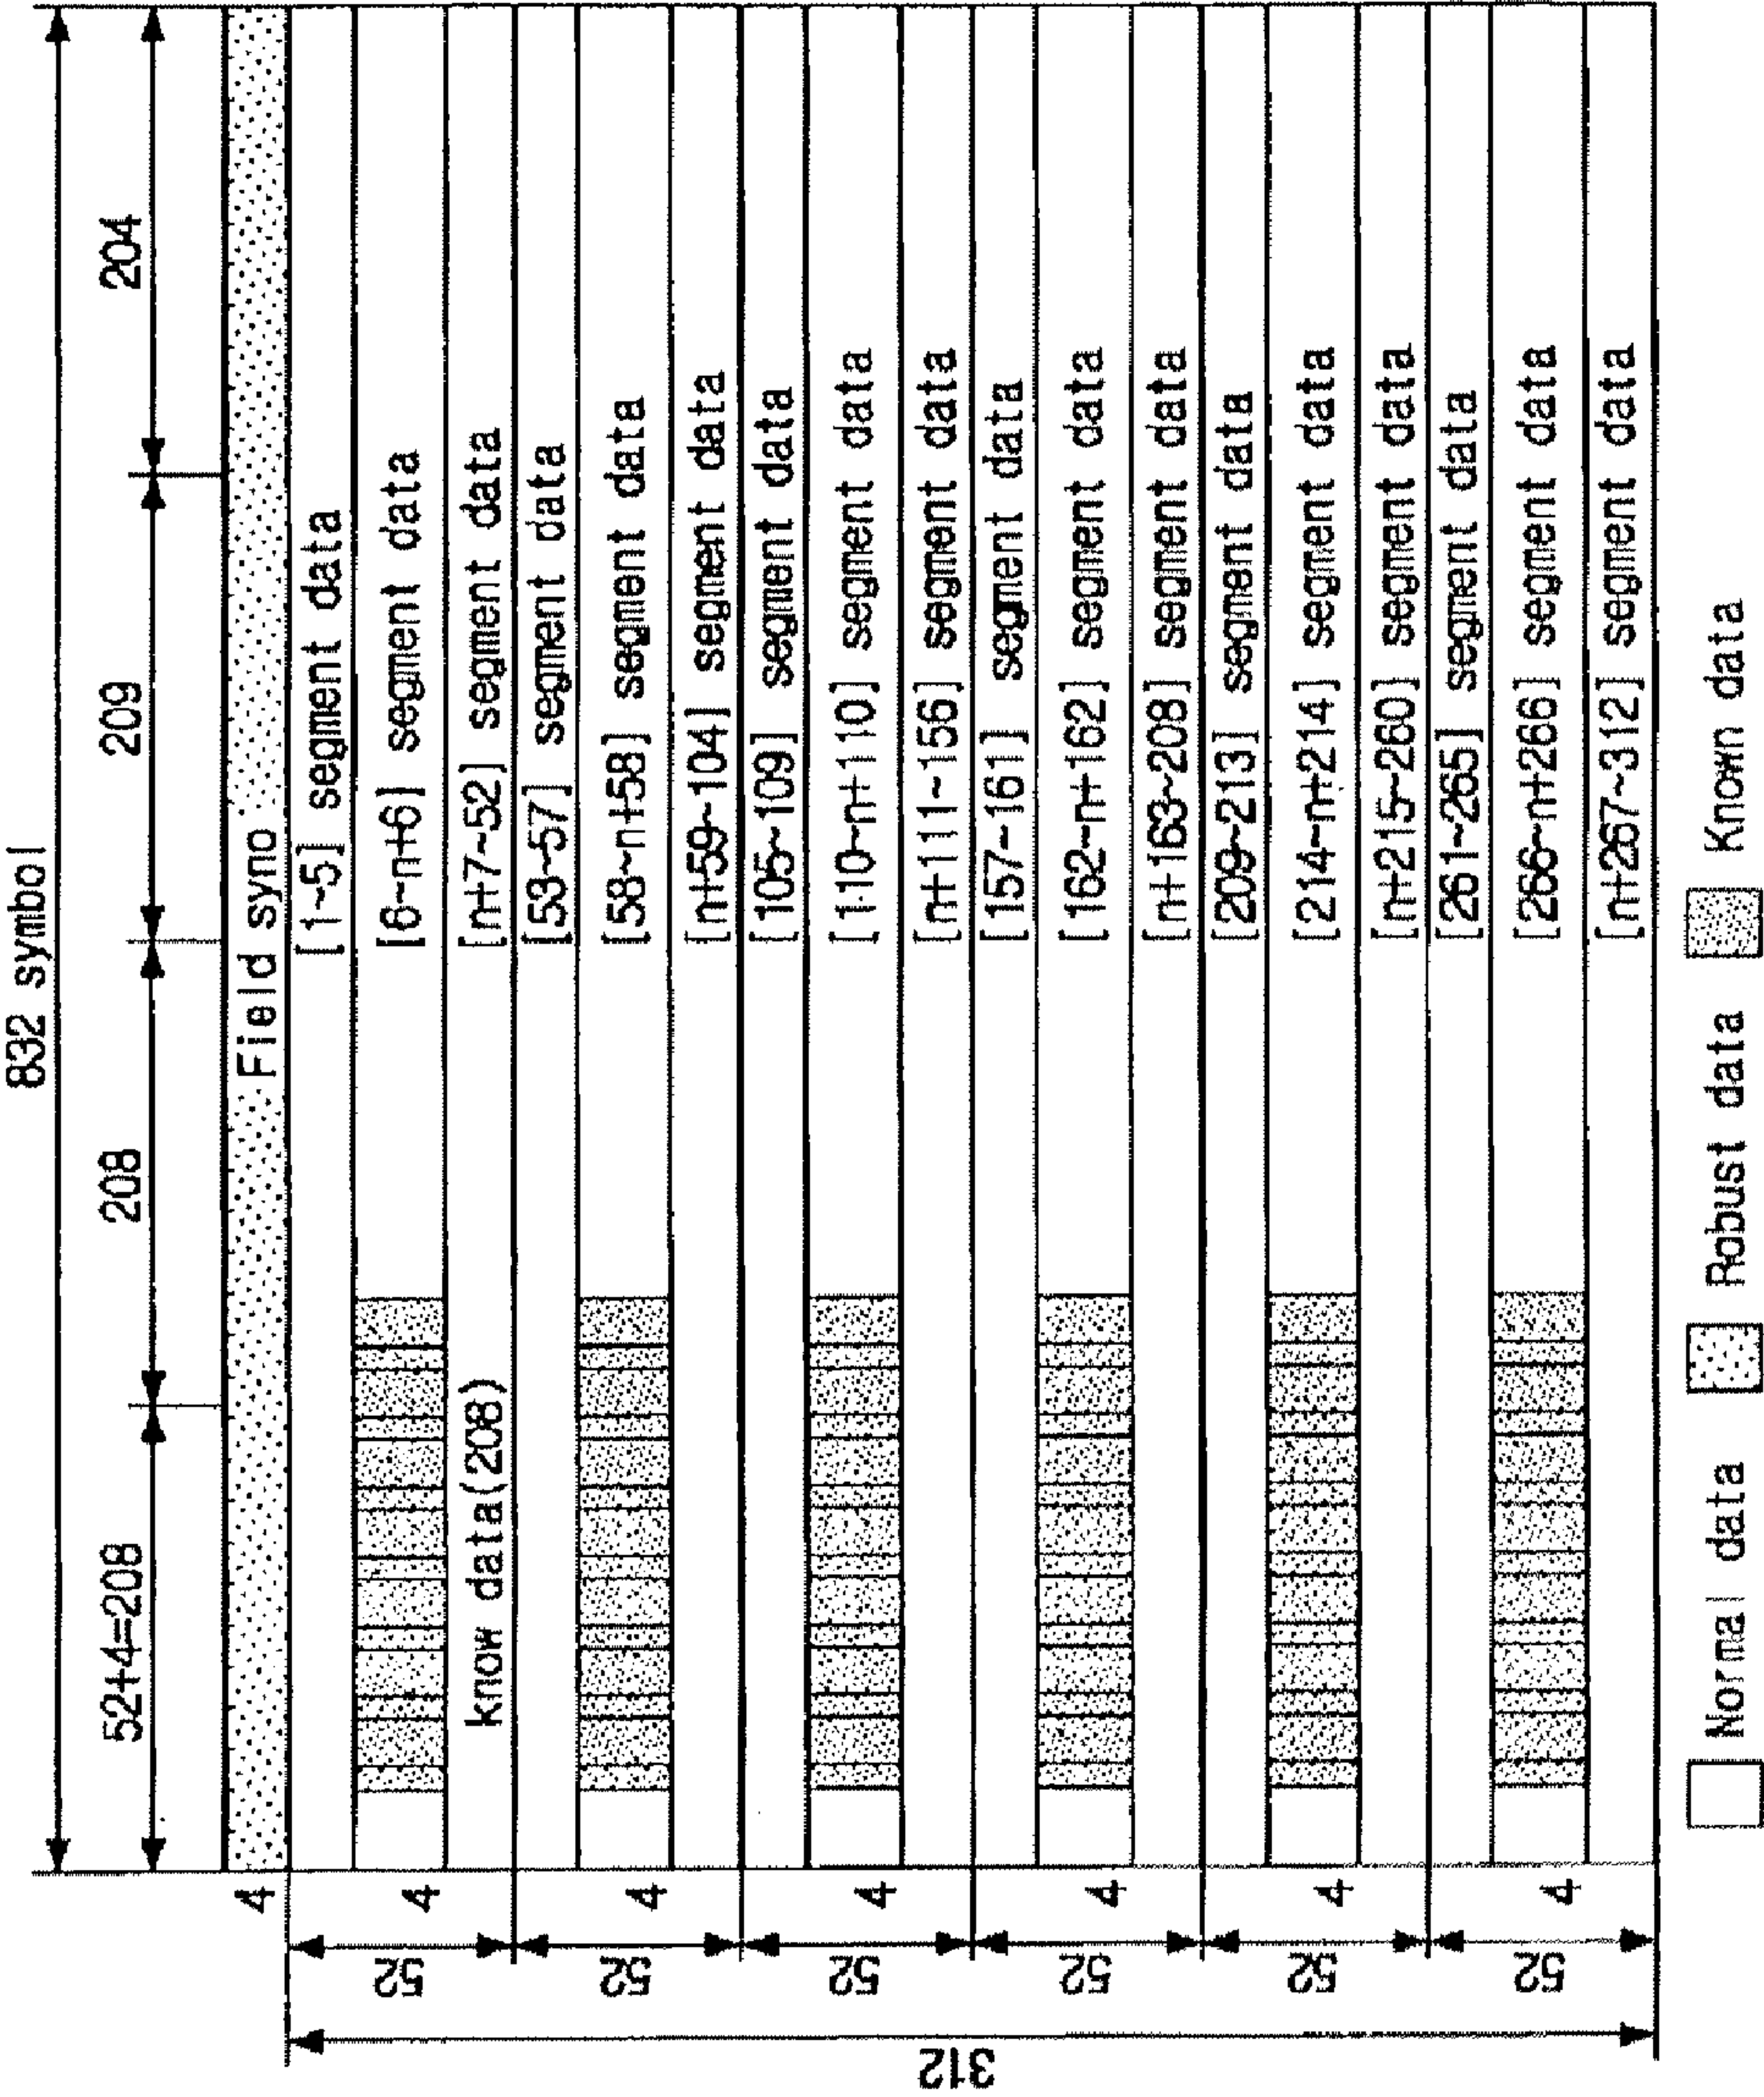 832 symbol
52+4=208
208
209
204
4
Field syno
[1~5] segment data
4
[6~n+6] segment data
know data(208)
[n+7~52] segment data
[53~57] segment data
4
[58~n+58] segment data
[n+59~104] segment data
[105~109] segment data
4
[110~n+110] segment data
[n+111~156] segment data
[157~161] segment data
4
[162~n+162] segment data
[n+163~208] segment data
[209~213] segment data
4
[214~n+214] segment data
[n+215~260] segment data
[261~265] segment data
4
[266~n+266] segment data
[n+267~312] segment data
52
52
52
52
52
52
312
Normal data
Robust data
Known data